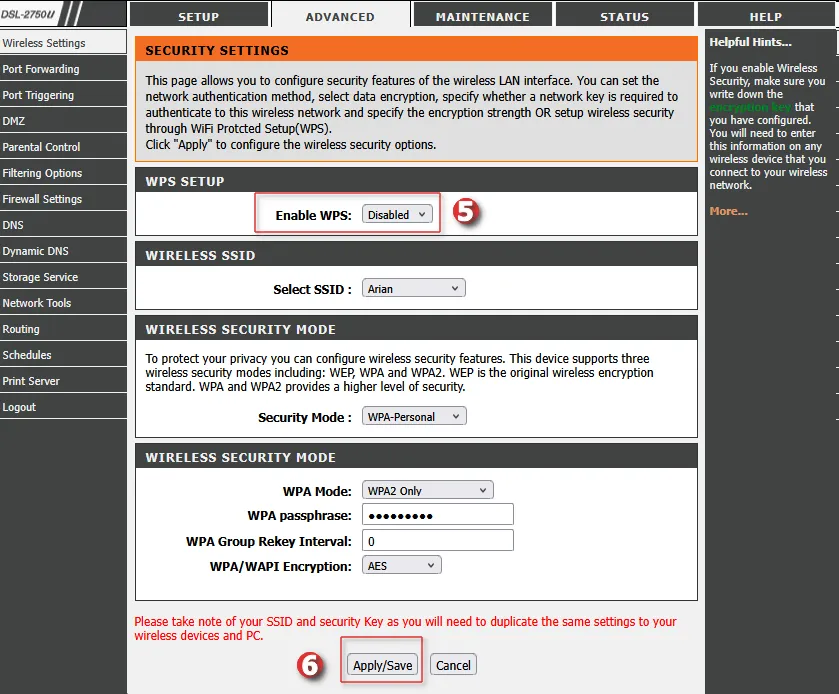 DSL-2750U
SETUP
ADVANCED
MAINTENANCE
STATUS
HELP
Wireless Settings
Port Forwarding
Port Triggering
DMZ
Parental Control
Filtering Options
Firewall Settings
DNS
Dynamic DNS
Storage Service
Network Tools
Routing
Schedules
Print Server
Logout
SECURITY SETTINGS
This page allows you to configure security features of the wireless LAN interface. You can set the
network authentication method, select data encryption, specify whether a network key is required to
authenticate to this wireless network and specify the encryption strength OR setup wireless security
through WiFi Protcted Setup(WPS).
Click "Apply" to configure the wireless security options.
WPS SETUP
Enable WPS: Disabled
5
WIRELESS SSID
Select SSID : Arian
WIRELESS SECURITY MODE
To protect your privacy you can configure wireless security features. This device supports three
wireless security modes including: WEP, WPA and WPA2. WEP is the original wireless encryption
standard. WPA and WPA2 provides a higher level of security.
Security Mode : WPA-Personal
WIRELESS SECURITY MODE
WPA Mode: WPA2 Only
WPA passphrase: ●●●●●●●●●
WPA Group Rekey Interval: 0
WPA/WAPI Encryption: AES
Please take note of your SSID and security Key as you will need to duplicate the same settings to your
wireless devices and PC.
6
Apply/Save Cancel
Helpful Hints...
If you enable Wireless
Security, make sure you
write down the
encryption key that
you have configured.
You will need to enter
this information on any
wireless device that you
connect to your wireless
network.
More...